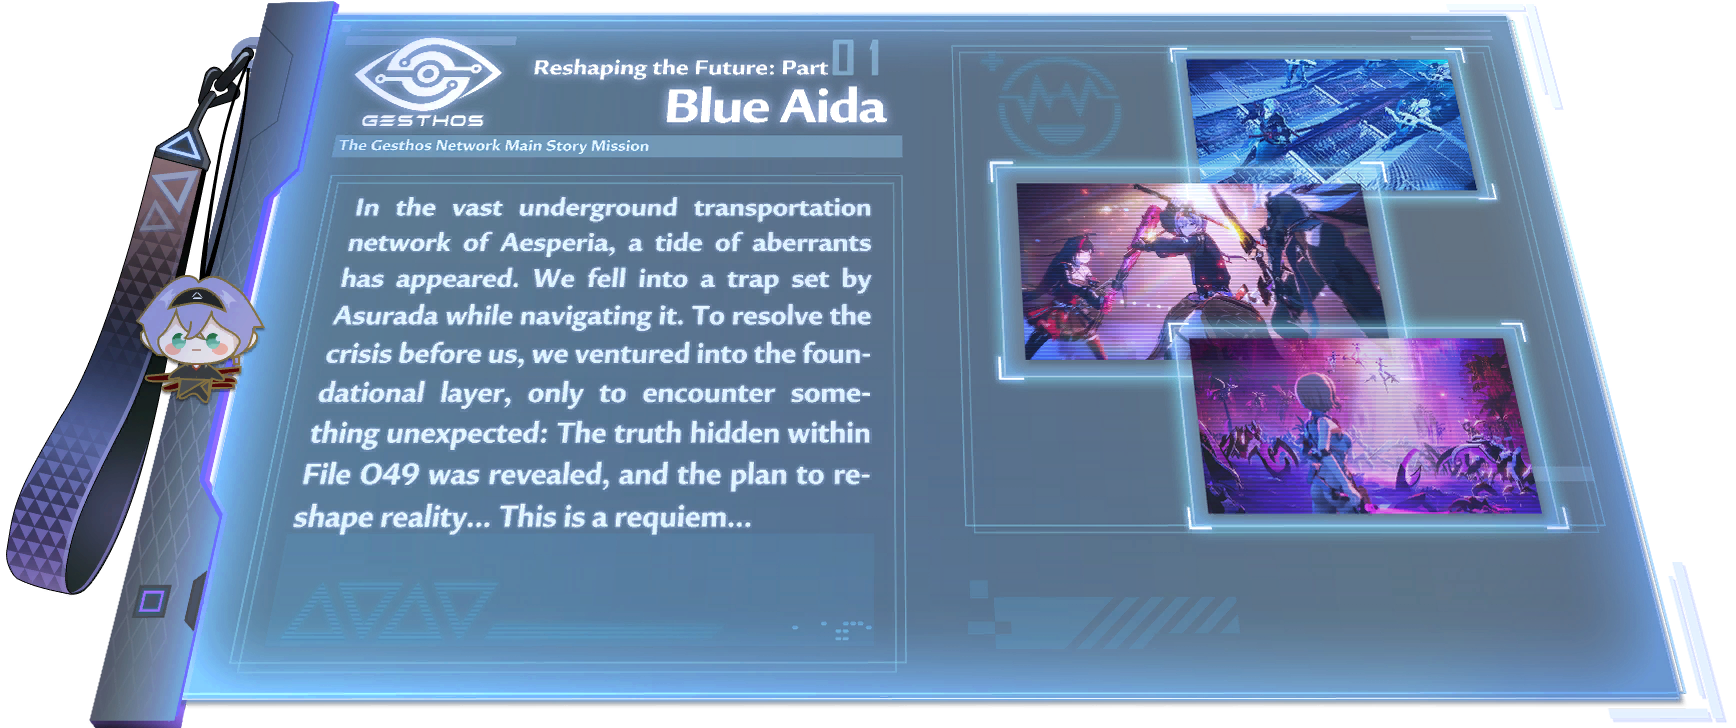 GESTHOS
Reshaping the Future: Part 01
Blue Aida
The Gesthos Network Main Story Mission
In the vast underground transportation
network of Aesperia, a tide of aberrants
has appeared. We fell into a trap set by
Asurada while navigating it. To resolve the
crisis before us, we ventured into the foun-
dational layer, only to encounter some-
thing unexpected: The truth hidden within
File 049 was revealed, and the plan to re-
shape reality... This is a requiem...